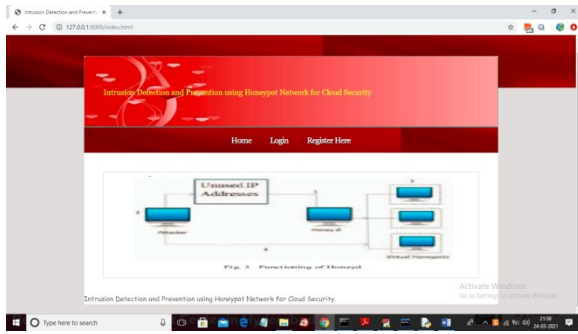 Intrusion Detection and Preventi
127.0.0.1:8000/index.html
Intrusion Detection and Prevention using Honeypot Network for Cloud Security
Home Login Register Here
Unused IP
Addresses
Attacker
Honey d
Virtual Honeypots
Fig. 3 Functioning of Honeyd
Intrusion Detection and Prevention using Honeypot Network for Cloud Security.
Activate Windows
Go to Settings to activate Windows.
Type here to search
21:58
24-03-2021